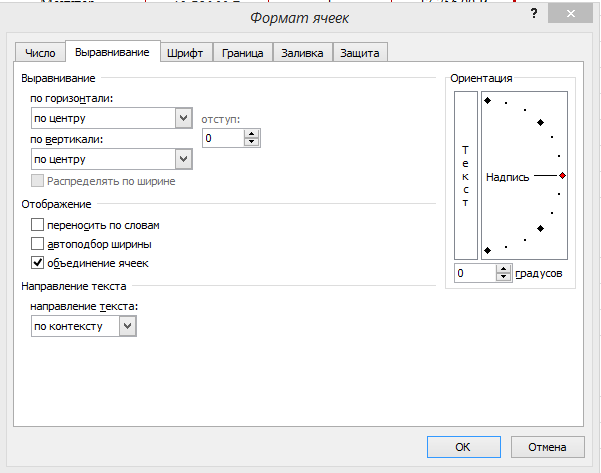 Формат ячеек
?
Число Выравнивание Шрифт Граница Заливка Защита
Выравнивание
по горизонтали:
по центру
отступ:
0
по вертикали:
по центру
Распределять по ширине
Отображение
переносить по словам
автоподбор ширины
объединение ячеек
Направление текста
направление текста:
по контексту
Ориентация
Текст
Надпись
0 градусов
ОК Отмена